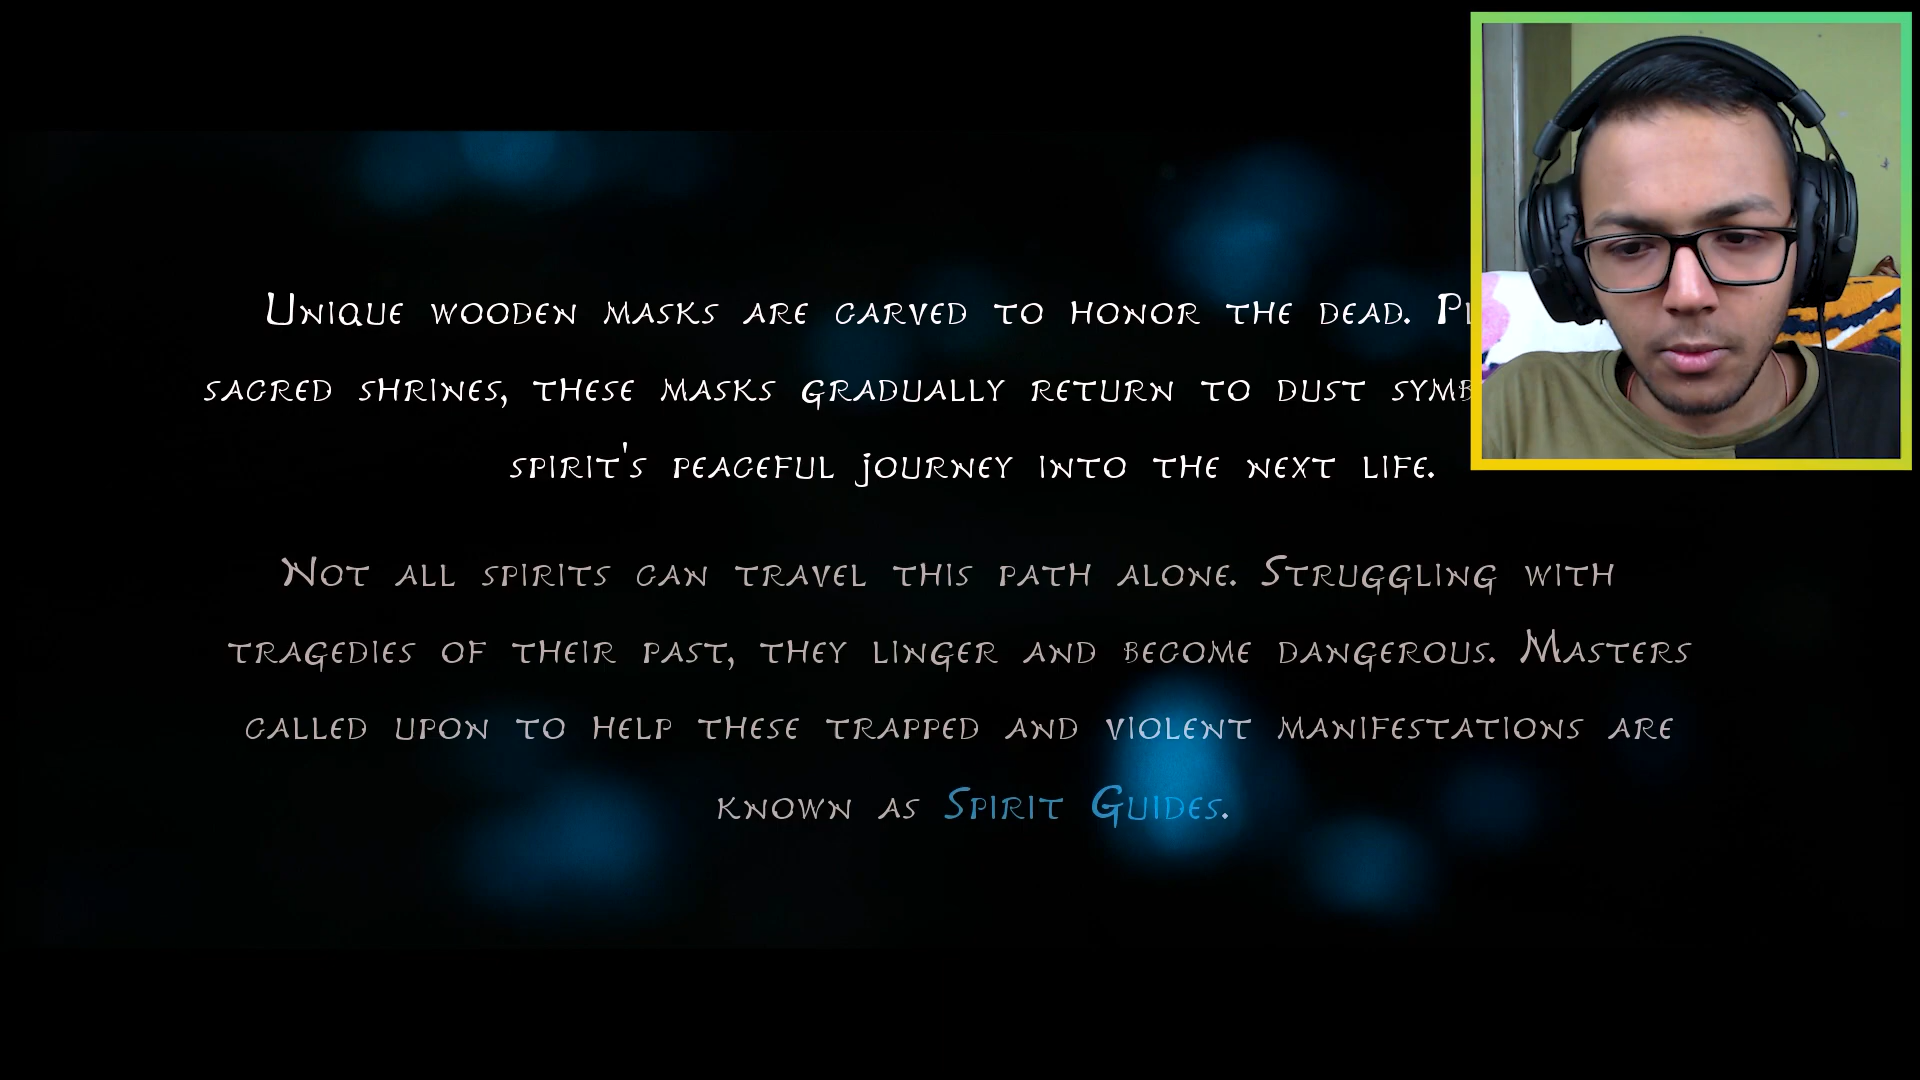 Unique wooden masks are carved to honor the dead.
sacred shrines, these masks gradually return to dust
spirit's peaceful journey into the next life.
Not all spirits can travel this path alone. Struggling with
tragedies of their past, they linger and become dangerous. Masters
called upon to help these trapped and violent manifestations are
known as Spirit Guides.